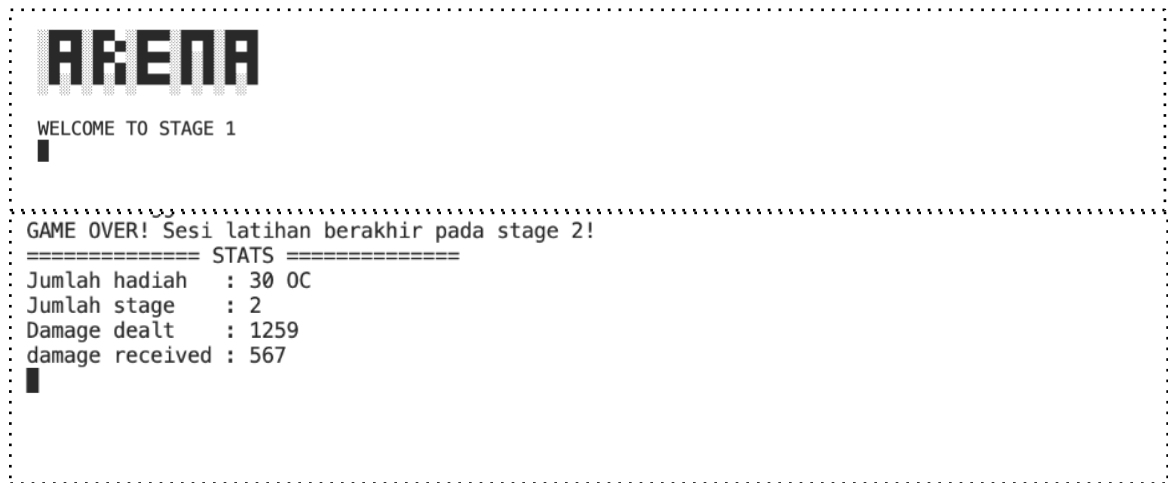 ARENA
WELCOME TO STAGE 1
GAME OVER! Sesi latihan berakhir pada stage 2!
============== STATS ==============
Jumlah hadiah   : 30 OC
Jumlah stage    : 2
Damage dealt    : 1259
damage received : 567